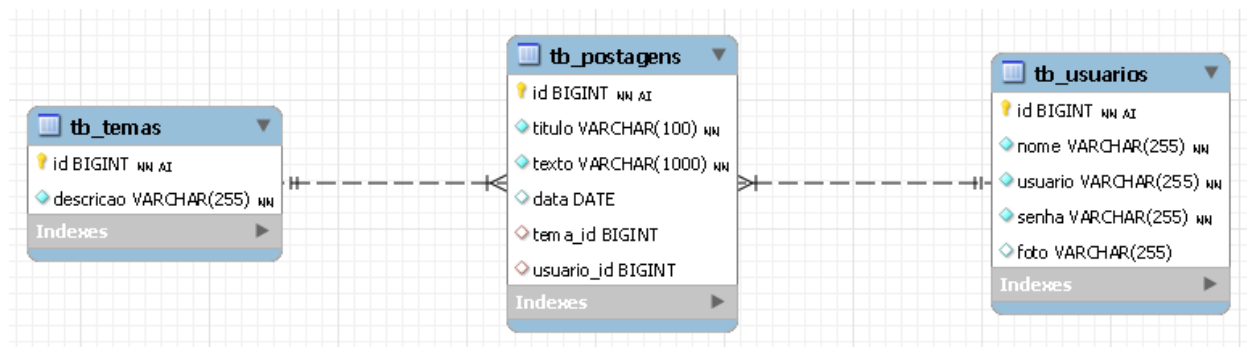 tb_temas
id BIGINT NN AI
descricao VARCHAR(255) NN
Indexes
tb_postagens
id BIGINT NN AI
titulo VARCHAR(100) NN
texto VARCHAR(1000) NN
data DATE
tema_id BIGINT
usuario_id BIGINT
Indexes
tb_usuarios
id BIGINT NN AI
nome VARCHAR(255) NN
usuario VARCHAR(255) NN
senha VARCHAR(255) NN
foto VARCHAR(255)
Indexes